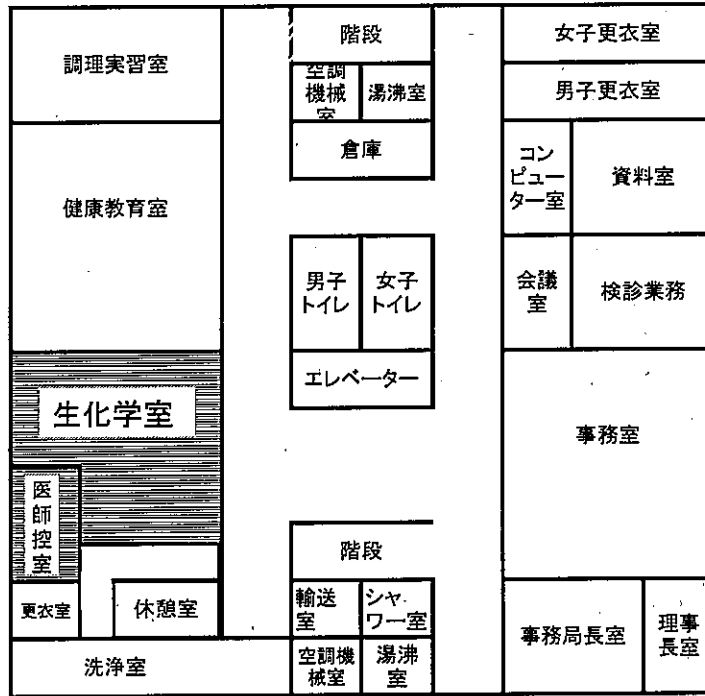 調理実習室
階段
女子更衣室
空調
機械
室
湯沸室
男子更衣室
倉庫
健康教育室
コン
ピュー
ター室
資料室
男子
トイレ
女子
トイレ
会議
室
検診業務
エレベーター
生化学室
事務室
医
師
控
室
階段
更衣室
休憩室
輸送
室
シャ
ワー室
事務局長室
理事
長室
洗浄室
空調機
械室
湯沸
室